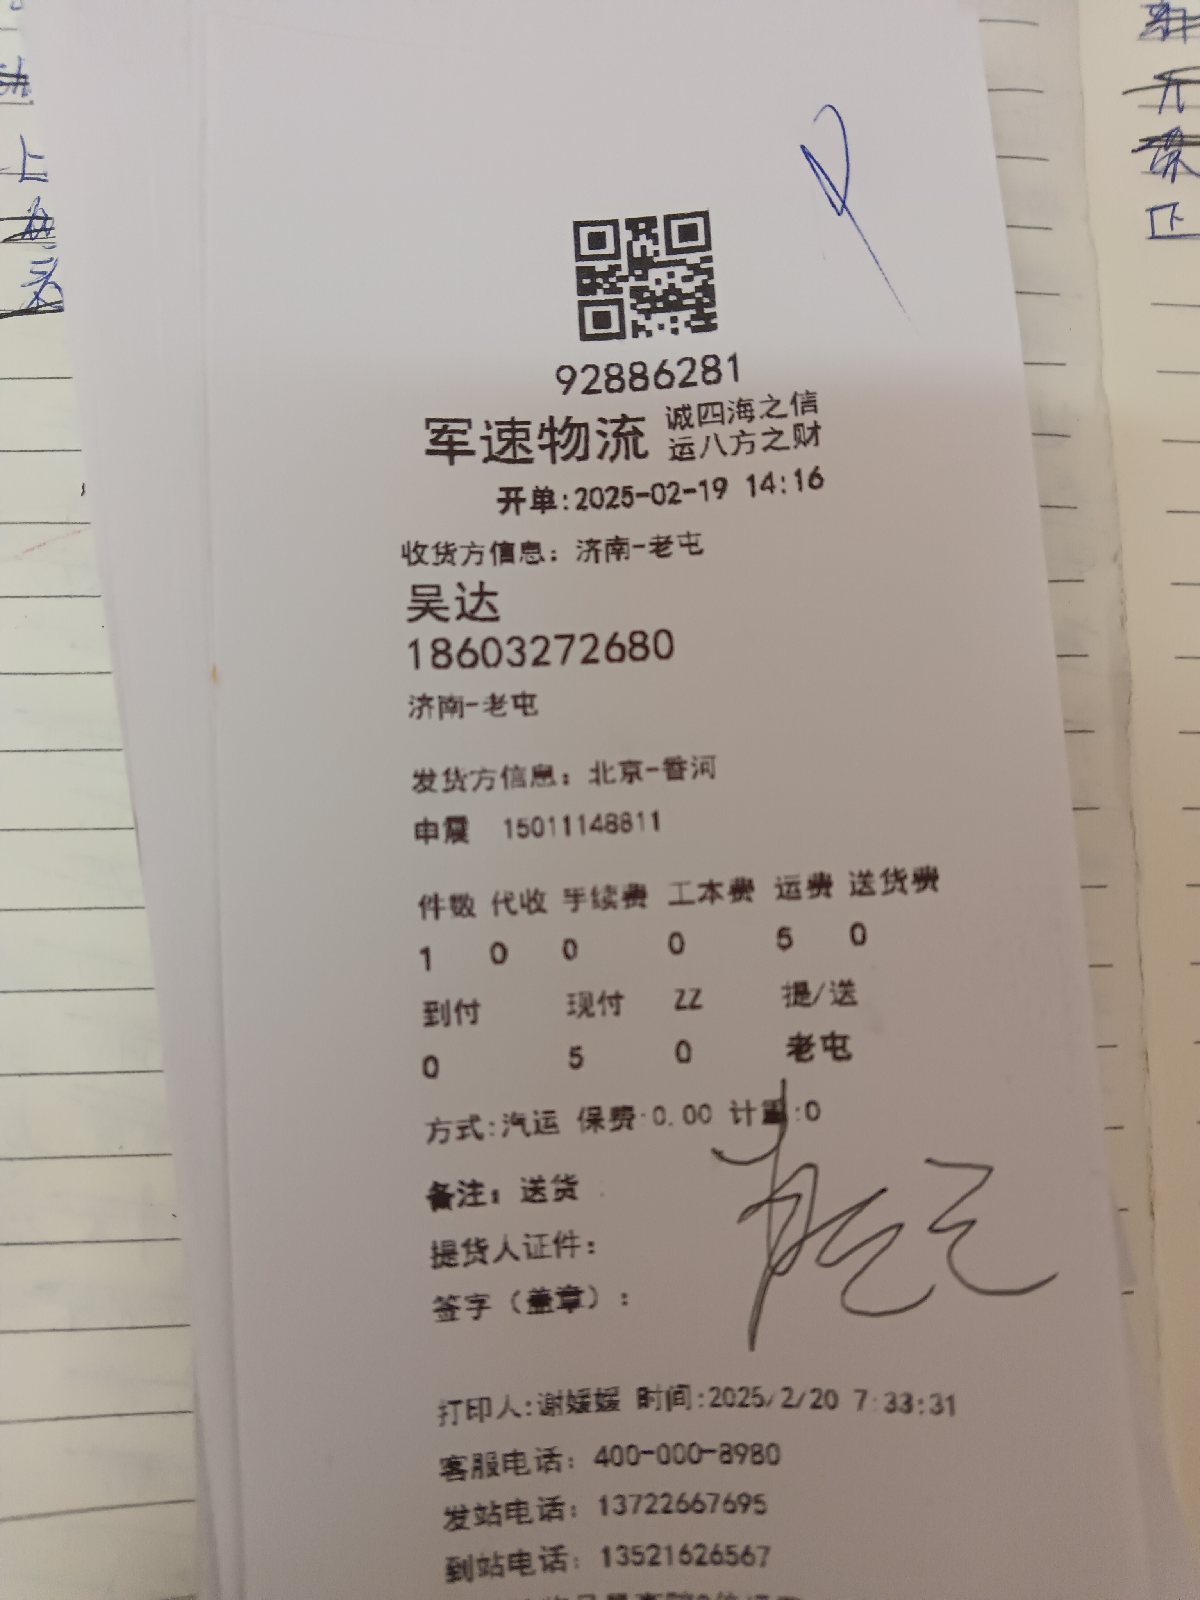 92886281
军速物流 诚四海之信
运八方之财
开单:2025-02-19 14:16
收货方信息: 济南-老屯
吴达
18603272680
济南-老屯
发货方信息: 北京-香河
申震 15011148811
件数 代收 手续费 工本费 运费 送货费
1 0 0 0 5 0
到付 现付 ZZ 提/送
0 5 0 老屯
方式:汽运 保费:0.00 计重:0
备注: 送货
提货人证件:
签字（盖章）:
打印人:谢媛媛 时间:2025/2/20 7:33:31
客服电话: 400-000-8980
发站电话: 13722667695
到站电话: 13521626567
上